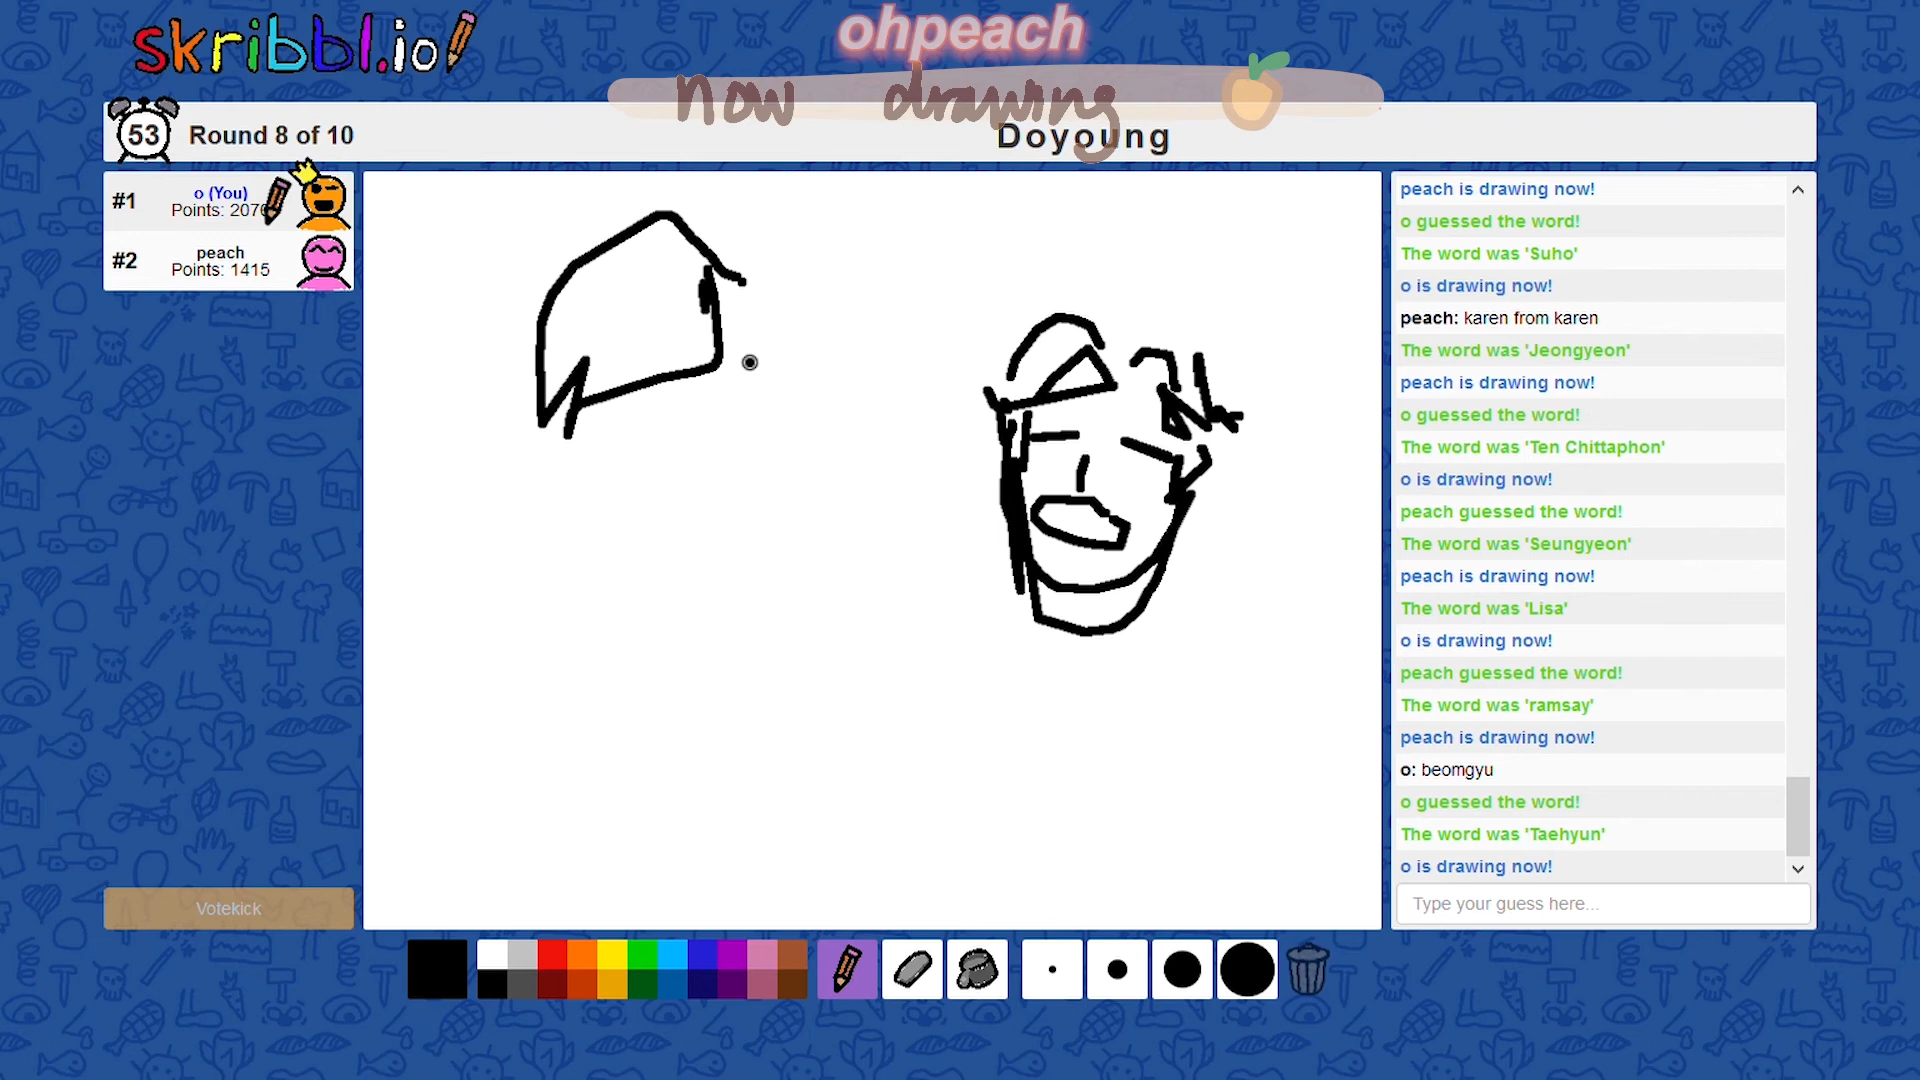 skribbl.io
ohpeach
now drawing
53
Round 8 of 10
Doyoung
#1
o (You)
Points: 2076
#2
peach
Points: 1415
peach is drawing now!
o guessed the word!
The word was 'Suho'
o is drawing now!
peach: karen from karen
The word was 'Jeongyeon'
peach is drawing now!
o guessed the word!
The word was 'Ten Chittaphon'
o is drawing now!
peach guessed the word!
The word was 'Seungyeon'
peach is drawing now!
The word was 'Lisa'
o is drawing now!
peach guessed the word!
The word was 'ramsay'
peach is drawing now!
o: beomgyu
o guessed the word!
The word was 'Taehyun'
o is drawing now!
Type your guess here...
Votekick